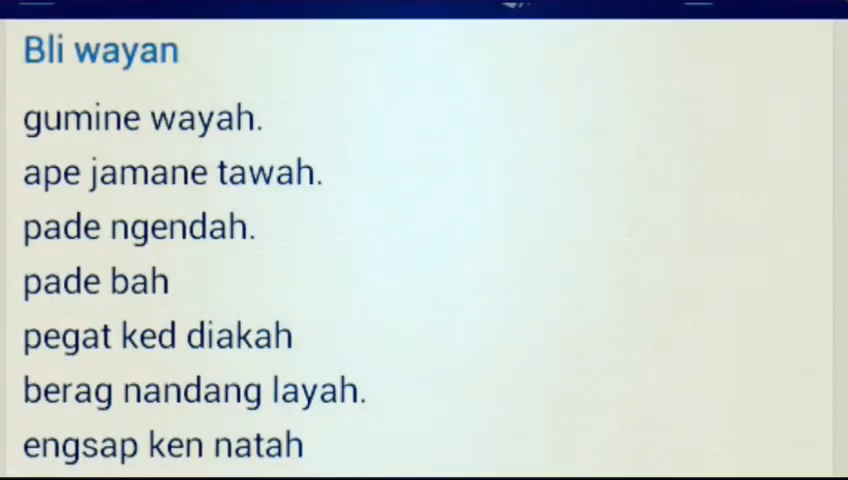 Bli wayan
gumine wayah.
ape jamane tawah.
pade ngendah.
pade bah
pegat ked diakah
berag nandang layah.
engsap ken natah